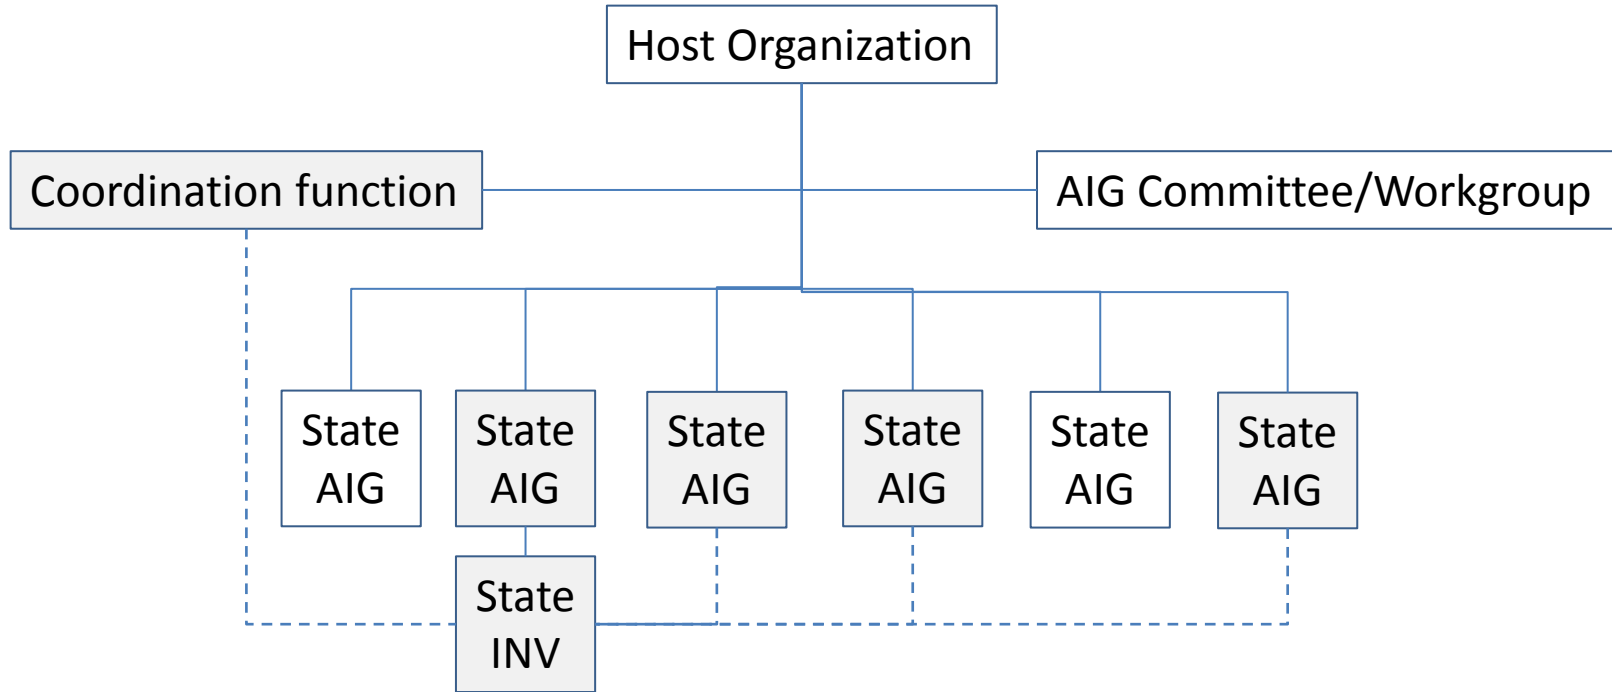 Host Organization
Coordination function
AIG Committee/Workgroup
State
AIG
State
AIG
State
AIG
State
AIG
State
AIG
State
AIG
State
INV